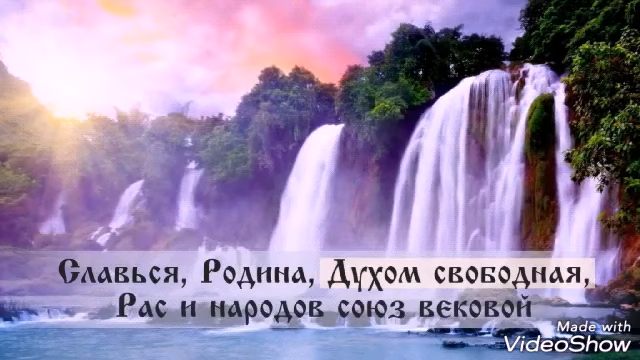 Славься, Родина, Духом свободная,
Рас и народов союз вековой
Made with
VideoShow